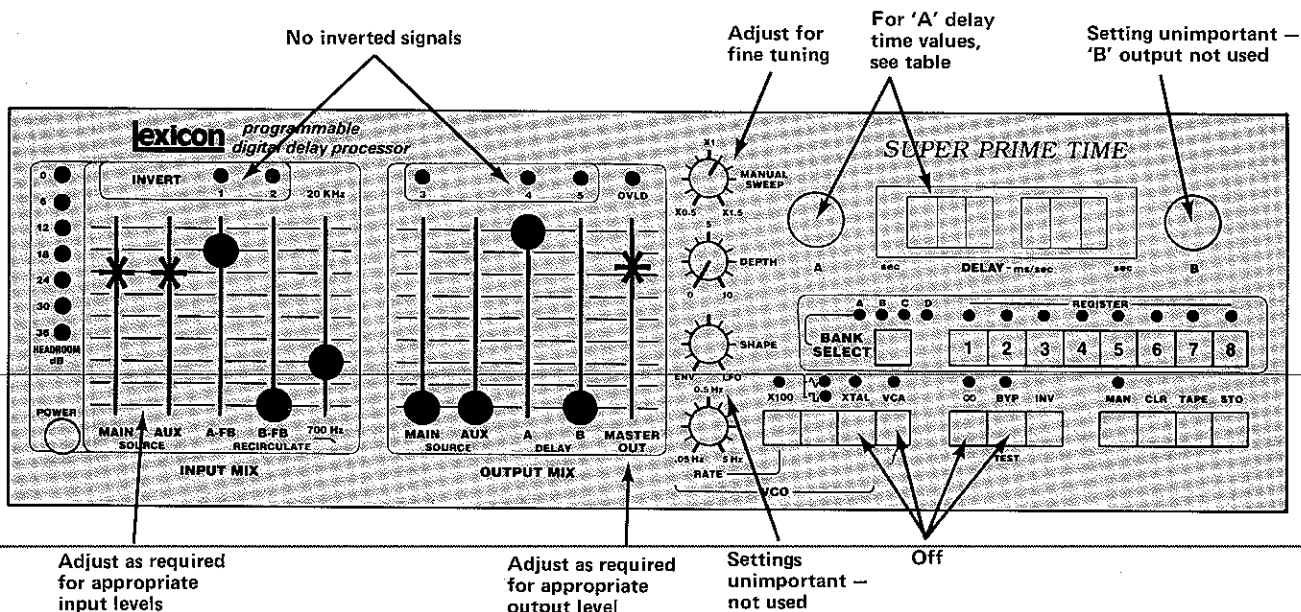 No inverted signals
Adjust for
fine tuning
For 'A' delay
time values,
see table
Setting unimportant —
'B' output not used
lexicon programmable
digital delay processor
SUPER PRIME TIME
0
6
12
18
24
30
36
HEADROOM
dB
POWER
INVERT
1 2
20 KHz
MAIN AUX A-FB B-FB 700 Hz
SOURCE RECIRCULATE
INPUT MIX
3 4 5 OVLD
MAIN AUX A B MASTER
SOURCE DELAY OUT
OUTPUT MIX
X1
MANUAL
SWEEP
X0.5 X1.5
5
DEPTH
0 10
SHAPE
ENV LFO
0.5 Hz
.05 Hz 5 Hz
RATE
VCO
A
sec DELAY - ms/sec sec
B
A B C D REGISTER
BANK
SELECT
1 2 3 4 5 6 7 8
X100 XTAL VCA ∞ BYP INV MAN CLR TAPE STO
TEST
Adjust as required
for appropriate
input levels
Adjust as required
for appropriate
output level
Settings
unimportant —
not used
Off